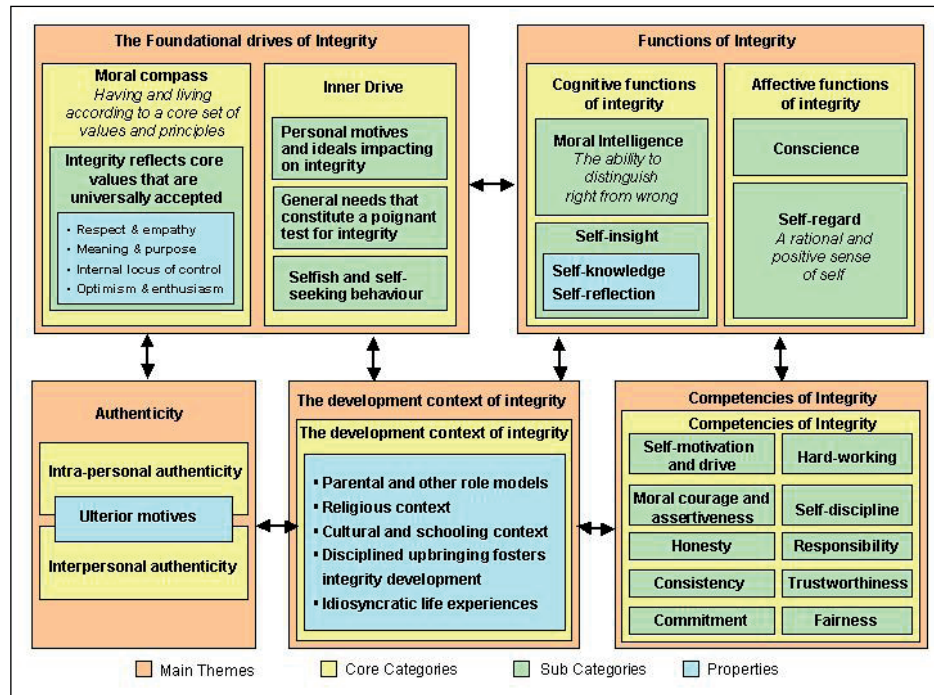 The Foundational drives of Integrity
Moral compass
Having and living
according to a core set of
values and principles
Integrity reflects core
values that are
universally accepted
• Respect & empathy
• Meaning & purpose
• Internal locus of control
• Optimism & enthusiasm
Inner Drive
Personal motives
and ideals impacting
on integrity
General needs that
constitute a poignant
test for integrity
Selfish and self-
seeking behaviour
Functions of Integrity
Cognitive functions
of integrity
Moral Intelligence
The ability to
distinguish
right from wrong
Self-insight
Self-knowledge
Self-reflection
Affective functions
of integrity
Conscience
Self-regard
A rational and
positive sense
of self
Authenticity
Intra-personal authenticity
Ulterior motives
Interpersonal authenticity
The development context of integrity
The development context of integrity
▪ Parental and other role models
▪ Religious context
▪ Cultural and schooling context
▪ Disciplined upbringing fosters
integrity development
▪ Idiosyncratic life experiences
Competencies of Integrity
Competencies of Integrity
Self-motivation
and drive
Hard-working
Moral courage and
assertiveness
Self-discipline
Honesty
Responsibility
Consistency
Trustworthiness
Commitment
Fairness
Main Themes
Core Categories
Sub Categories
Properties